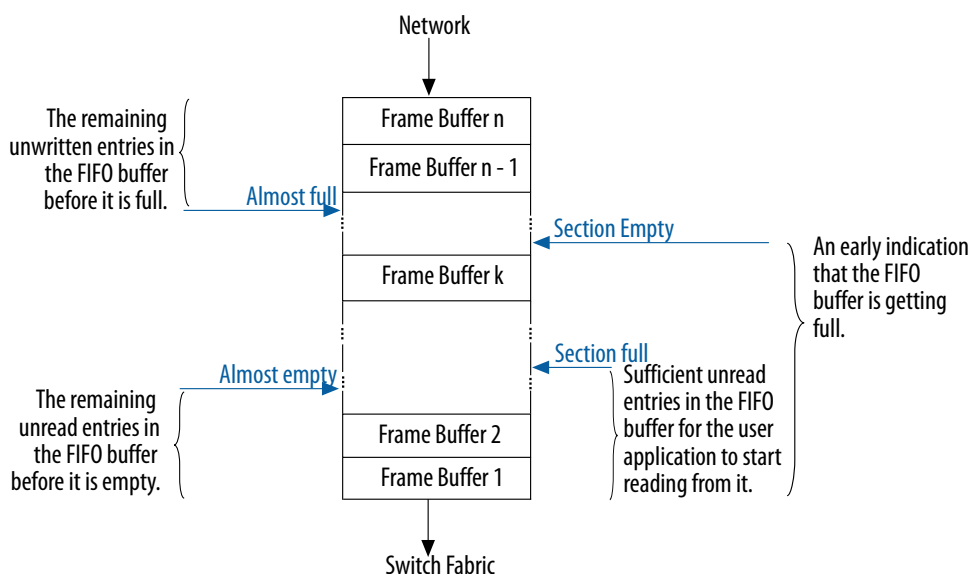 Network
Frame Buffer n
The remaining
unwritten entries in
the FIFO buffer
before it is full.
Frame Buffer n - 1
Almost full
Section Empty
An early indication
that the FIFO
buffer is getting
full.
Frame Buffer k
Section full
Almost empty
Sufficient unread
entries in the FIFO
buffer for the user
application to start
reading from it.
The remaining
unread entries in
the FIFO buffer
before it is empty.
Frame Buffer 2
Frame Buffer 1
Switch Fabric